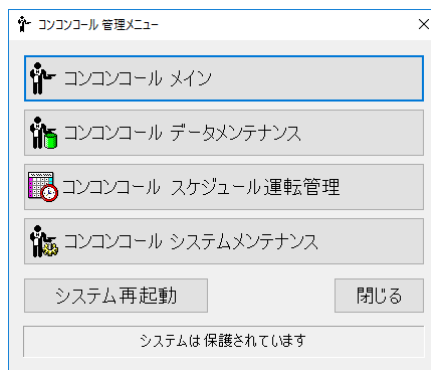 コンコンコール 管理メニュー
コンコンコール メイン
コンコンコール データメンテナンス
コンコンコール スケジュール運転管理
コンコンコール システムメンテナンス
システム再起動
閉じる
システムは保護されています